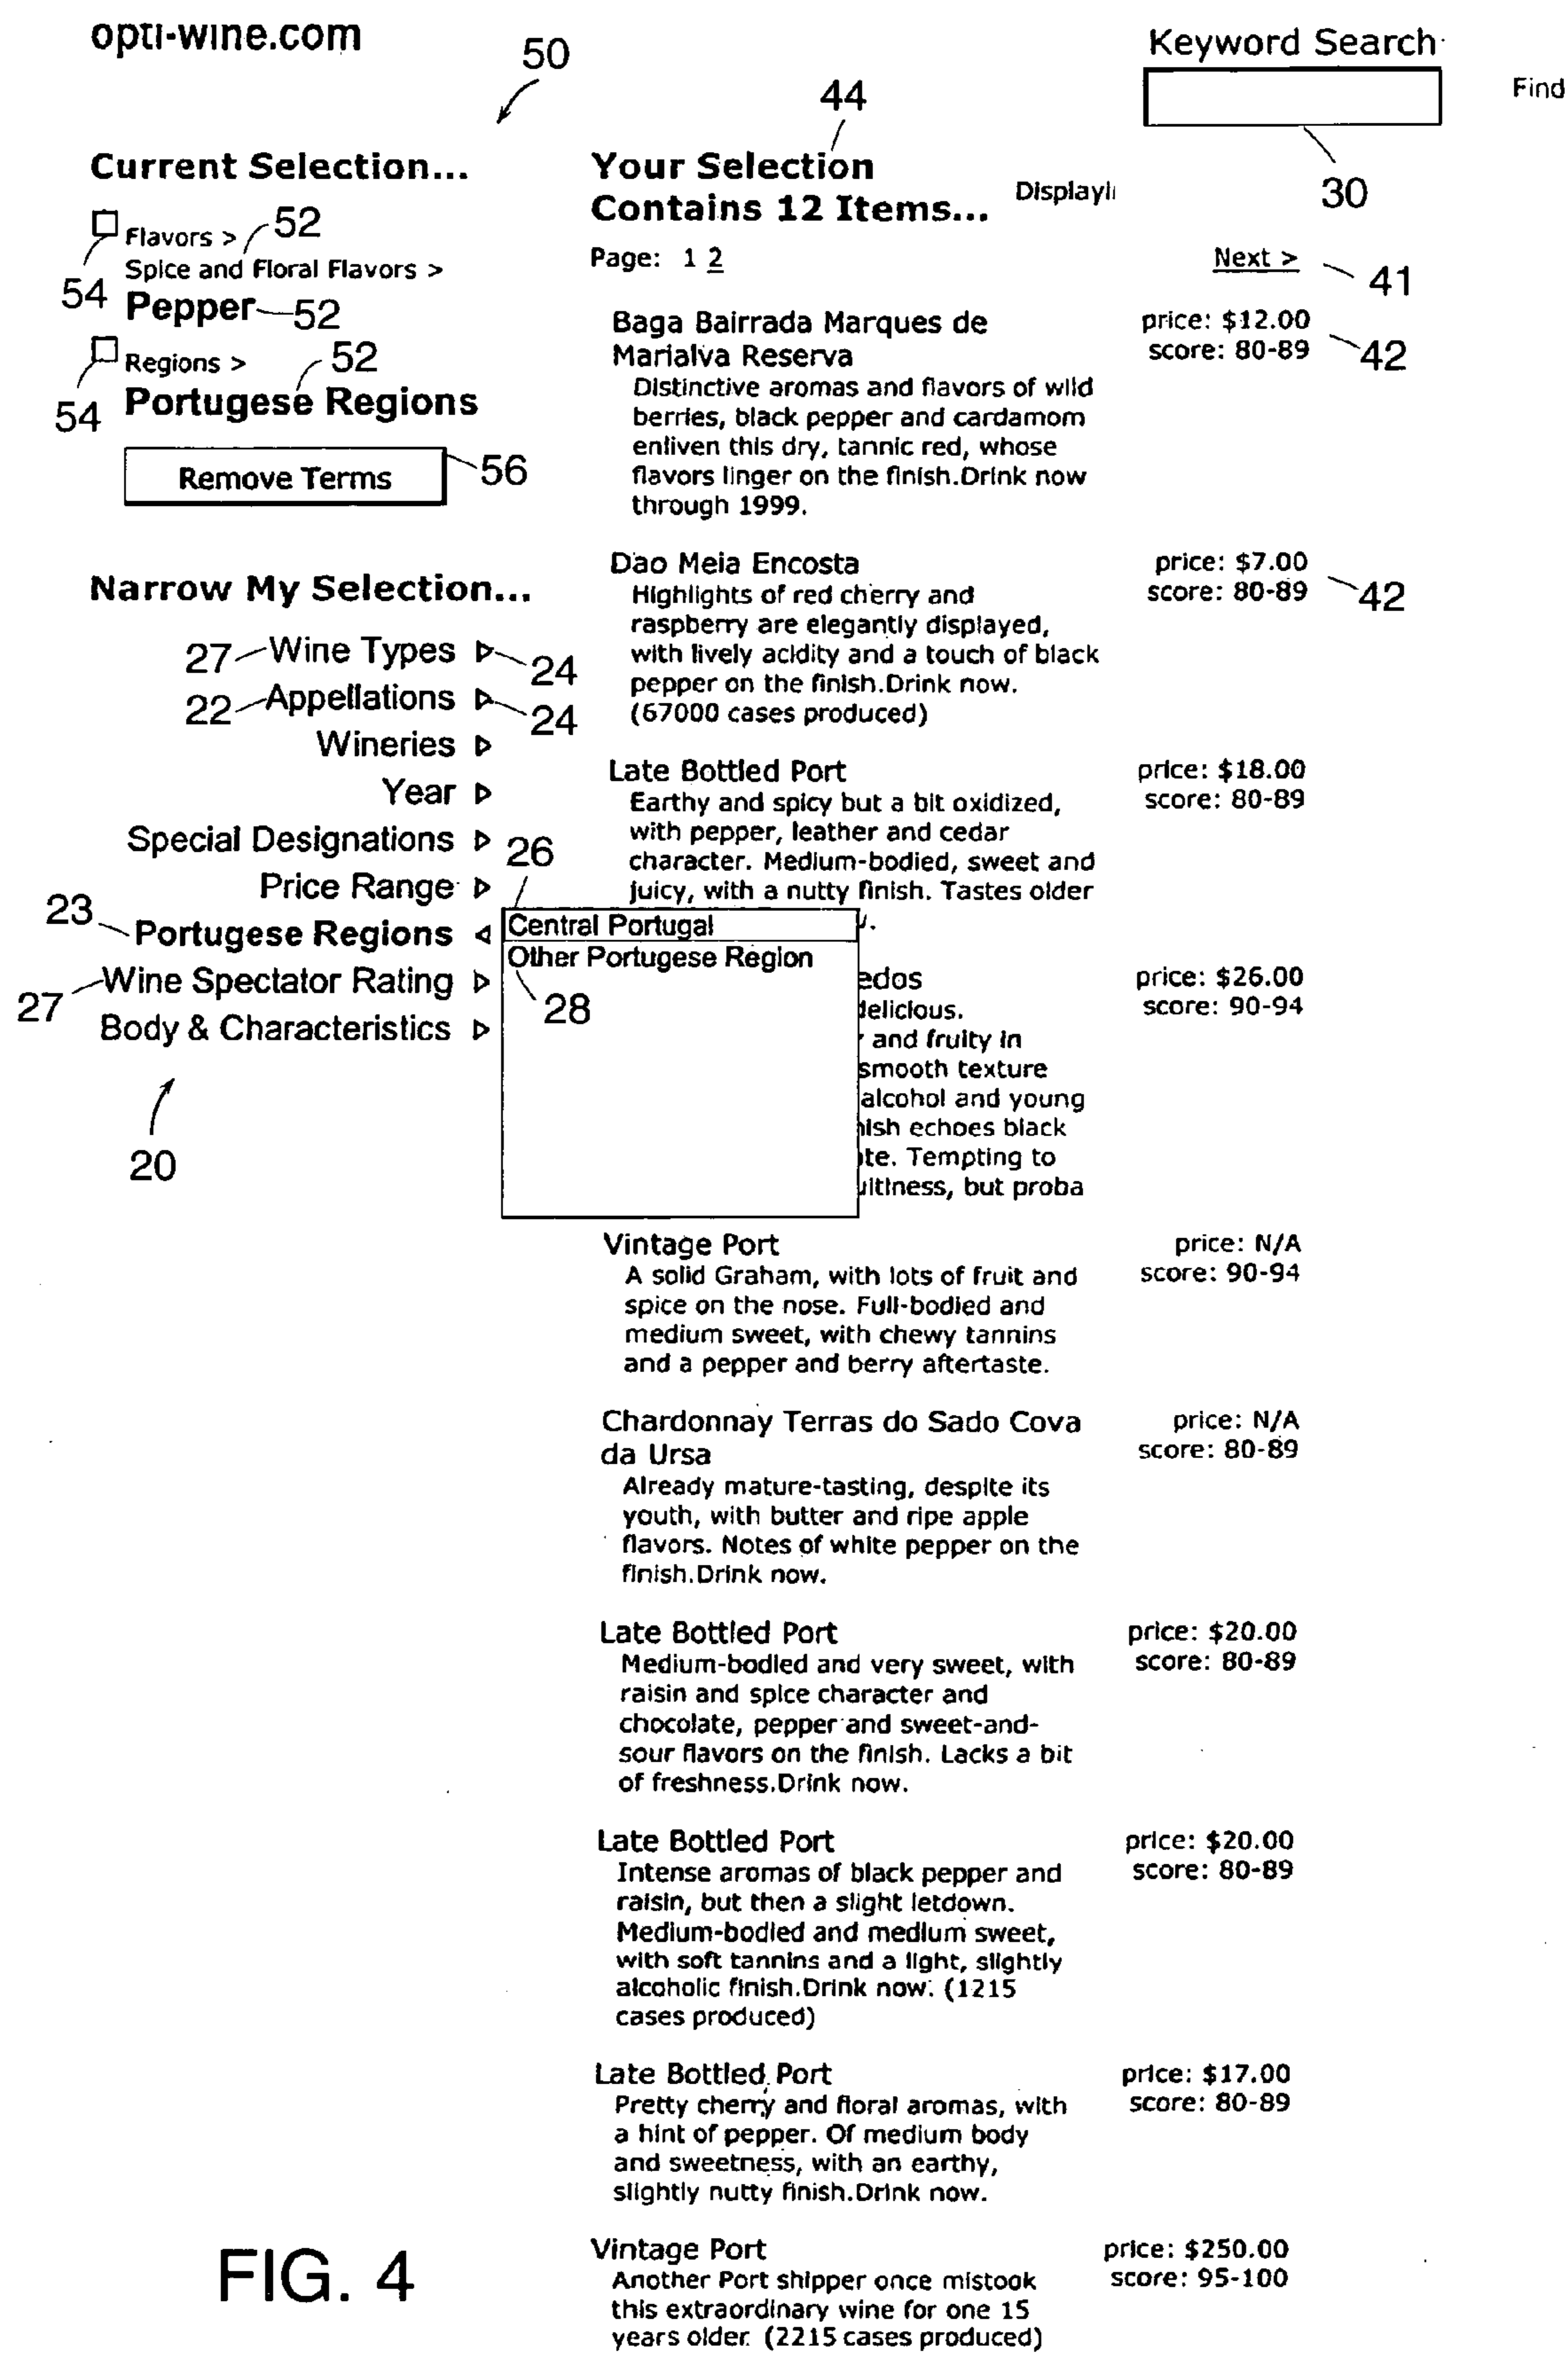 opti-wine.com
50
Keyword Search
Find
44
30
Current Selection...
Flavors > 52
Spice and Floral Flavors >
54
Pepper 52
Regions > 52
54 Portugese Regions
Remove Terms 56
Narrow My Selection...
27 Wine Types 24
22 Appellations 24
Wineries
Year
Special Designations
26
Price Range
23 Portugese Regions
Central Portugal
Other Portugese Region
28
27 Wine Spectator Rating
Body & Characteristics
20
Your Selection
Contains 12 Items...
Page: 1 2
Next > 41
Baga Bairrada Marques de
Marialva Reserva
price: $12.00
score: 80-89 42
Distinctive aromas and flavors of wild
berries, black pepper and cardamom
enliven this dry, tannic red, whose
flavors linger on the finish.Drink now
through 1999.
Dao Meia Encosta
price: $7.00
score: 80-89 42
Highlights of red cherry and
raspberry are elegantly displayed,
with lively acidity and a touch of black
pepper on the finish.Drink now.
(67000 cases produced)
Late Bottled Port
price: $18.00
score: 80-89
Earthy and spicy but a bit oxidized,
with pepper, leather and cedar
character. Medium-bodied, sweet and
juicy, with a nutty finish. Tastes older
edos
price: $26.00
score: 90-94
elicious.
and fruity in
smooth texture
alcohol and young
ish echoes black
te. Tempting to
uitiness, but proba
Vintage Port
price: N/A
score: 90-94
A solid Graham, with lots of fruit and
spice on the nose. Full-bodied and
medium sweet, with chewy tannins
and a pepper and berry aftertaste.
Chardonnay Terras do Sado Cova
da Ursa
price: N/A
score: 80-89
Already mature-tasting, despite its
youth, with butter and ripe apple
flavors. Notes of white pepper on the
finish.Drink now.
Late Bottled Port
price: $20.00
score: 80-89
Medium-bodied and very sweet, with
raisin and spice character and
chocolate, pepper and sweet-and-
sour flavors on the finish. Lacks a bit
of freshness.Drink now.
Late Bottled Port
price: $20.00
score: 80-89
Intense aromas of black pepper and
raisin, but then a slight letdown.
Medium-bodied and medium sweet,
with soft tannins and a light, slightly
alcoholic finish.Drink now. (1215
cases produced)
Late Bottled Port
price: $17.00
score: 80-89
Pretty cherry and floral aromas, with
a hint of pepper. Of medium body
and sweetness, with an earthy,
slightly nutty finish.Drink now.
Vintage Port
price: $250.00
score: 95-100
Another Port shipper once mistook
this extraordinary wine for one 15
years older. (2215 cases produced)
FIG. 4